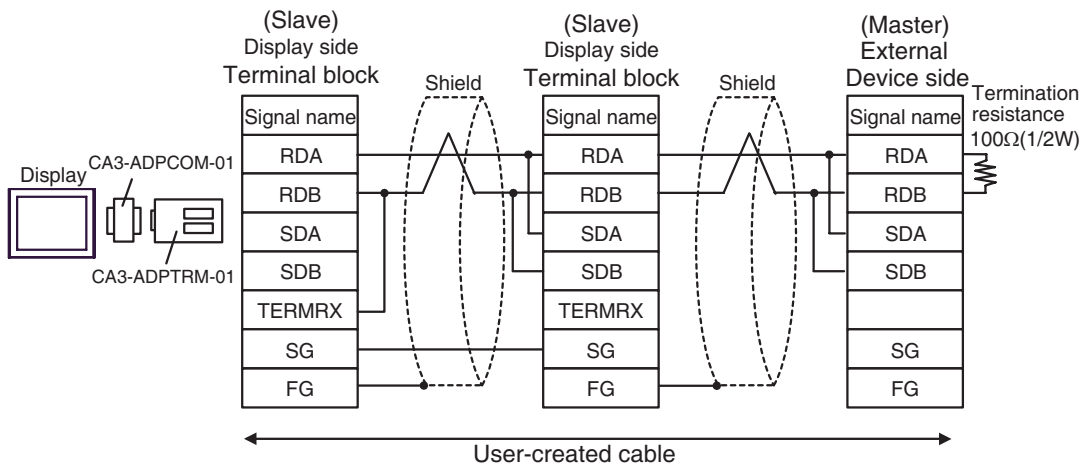 (Slave)
Display side
Terminal block
(Slave)
Display side
Terminal block
(Master)
External
Device side
Shield
Shield
Termination
resistance
100Ω(1/2W)
Display
CA3-ADPCOM-01
CA3-ADPTRM-01
Signal name
RDA
RDB
SDA
SDB
TERMRX
SG
FG
Signal name
RDA
RDB
SDA
SDB
TERMRX
SG
FG
Signal name
RDA
RDB
SDA
SDB
SG
FG
User-created cable